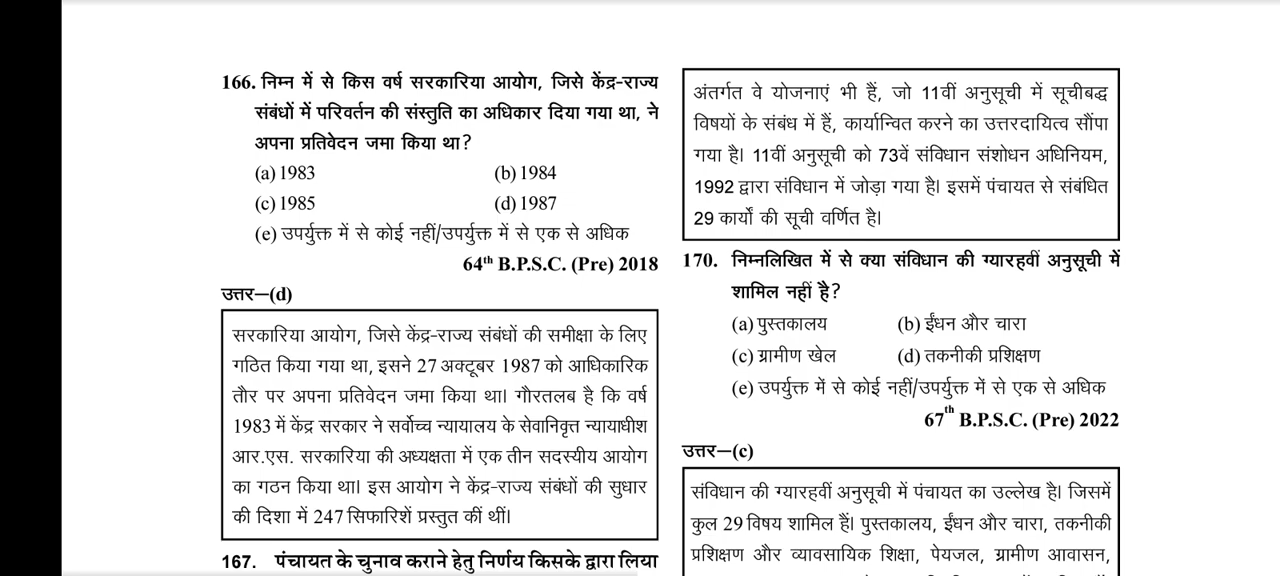 166. निम्न में से किस वर्ष सरकारिया आयोग, जिसे केंद्र-राज्य
संबंधों में परिवर्तन की संस्तुति का अधिकार दिया गया था, ने
अपना प्रतिवेदन जमा किया था?
(a) 1983 (b) 1984
(c) 1985 (d) 1987
(e) उपर्युक्त में से कोई नहीं/उपर्युक्त में से एक से अधिक
64th B.P.S.C. (Pre) 2018
उत्तर–(d)
सरकारिया आयोग, जिसे केंद्र-राज्य संबंधों की समीक्षा के लिए
गठित किया गया था, इसने 27 अक्टूबर 1987 को आधिकारिक
तौर पर अपना प्रतिवेदन जमा किया था। गौरतलब है कि वर्ष
1983 में केंद्र सरकार ने सर्वोच्च न्यायालय के सेवानिवृत्त न्यायाधीश
आर.एस. सरकारिया की अध्यक्षता में एक तीन सदस्यीय आयोग
का गठन किया था। इस आयोग ने केंद्र-राज्य संबंधों की सुधार
की दिशा में 247 सिफारिशें प्रस्तुत कीं थीं।
167. पंचायत के चुनाव कराने हेतु निर्णय किसके द्वारा लिया
अंतर्गत वे योजनाएं भी हैं, जो 11वीं अनुसूची में सूचीबद्ध
विषयों के संबंध में हैं, कार्यान्वित करने का उत्तरदायित्व सौंपा
गया है। 11वीं अनुसूची को 73वें संविधान संशोधन अधिनियम,
1992 द्वारा संविधान में जोड़ा गया है। इसमें पंचायत से संबंधित
29 कार्यों की सूची वर्णित है।
170. निम्नलिखित में से क्या संविधान की ग्यारहवीं अनुसूची में
शामिल नहीं है?
(a) पुस्तकालय (b) ईंधन और चारा
(c) ग्रामीण खेल (d) तकनीकी प्रशिक्षण
(e) उपर्युक्त में से कोई नहीं/उपर्युक्त में से एक से अधिक
67th B.P.S.C. (Pre) 2022
उत्तर–(c)
संविधान की ग्यारहवीं अनुसूची में पंचायत का उल्लेख है। जिसमें
कुल 29 विषय शामिल हैं। पुस्तकालय, ईंधन और चारा, तकनीकी
प्रशिक्षण और व्यावसायिक शिक्षा, पेयजल, ग्रामीण आवासन,